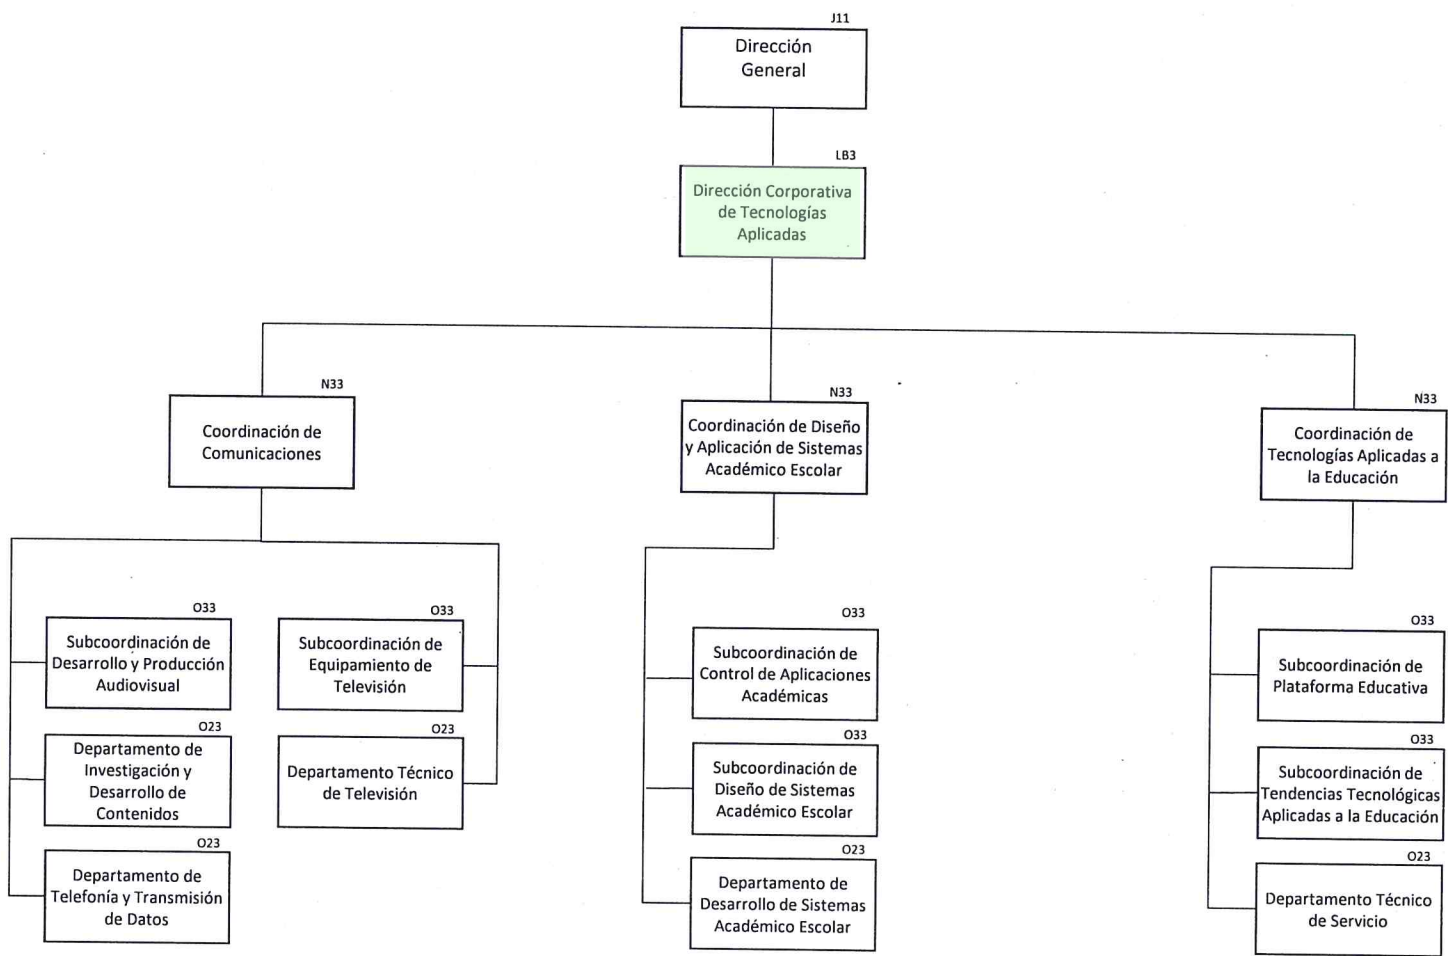 J11
Dirección
General
LB3
Dirección Corporativa
de Tecnologías
Aplicadas
N33
Coordinación de
Comunicaciones
N33
Coordinación de Diseño
y Aplicación de Sistemas
Académico Escolar
N33
Coordinación de
Tecnologías Aplicadas a
la Educación
O33
Subcoordinación de
Desarrollo y Producción
Audiovisual
O23
Departamento de
Investigación y
Desarrollo de
Contenidos
O23
Departamento de
Telefonía y Transmisión
de Datos
O33
Subcoordinación de
Equipamiento de
Televisión
O23
Departamento Técnico
de Televisión
O33
Subcoordinación de
Control de Aplicaciones
Académicas
O33
Subcoordinación de
Diseño de Sistemas
Académico Escolar
O23
Departamento de
Desarrollo de Sistemas
Académico Escolar
O33
Subcoordinación de
Plataforma Educativa
O33
Subcoordinación de
Tendencias Tecnológicas
Aplicadas a la Educación
O23
Departamento Técnico
de Servicio